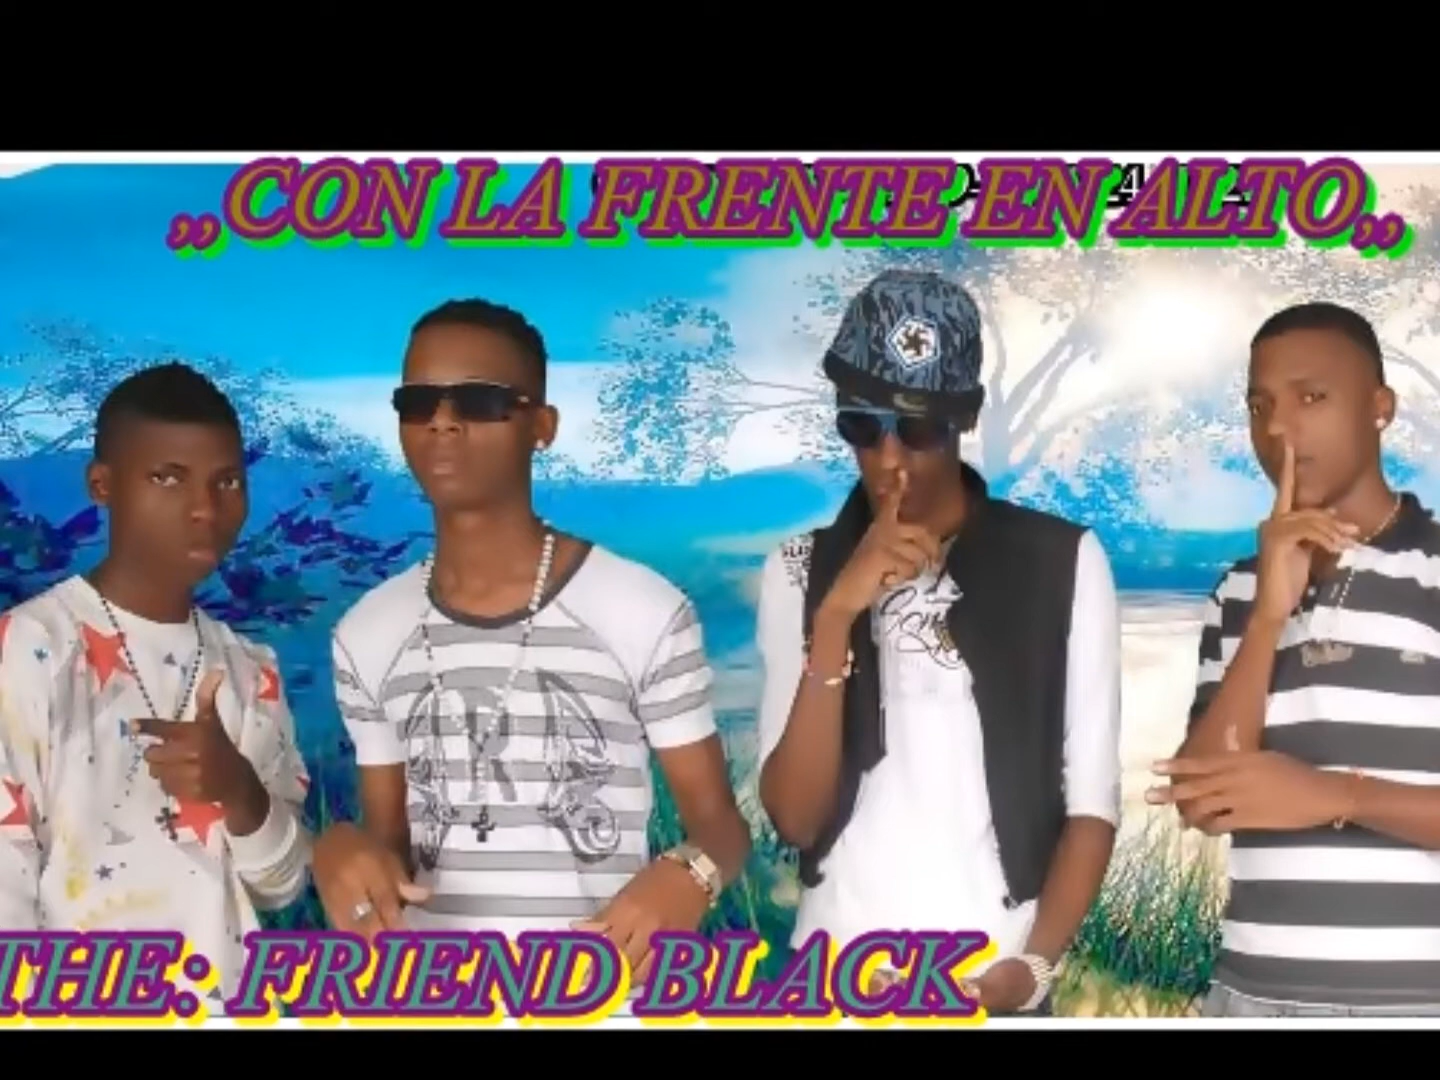 ,,CON LA FRENTE EN ALTO,,
THE: FRIEND BLACK